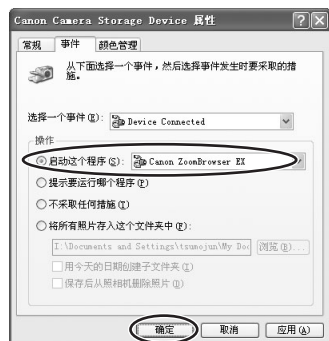 Canon Camera Storage Device 属性
常规 事件 颜色管理
从下面选择一个事件，然后选择事件发生时要采取的措
施。
选择一个事件(E): Device Connected
操作
启动这个程序(S): Canon ZoomBrowser EX
提示要运行哪个程序(P)
不采取任何措施(T)
将所有照片存入这个文件夹中(F):
I:\Documents and Settings\tsumojun\My Doc 浏览(B)...
用今天的日期创建子文件夹(I)
保存后从照相机删除照片(D)
确定 取消 应用(A)